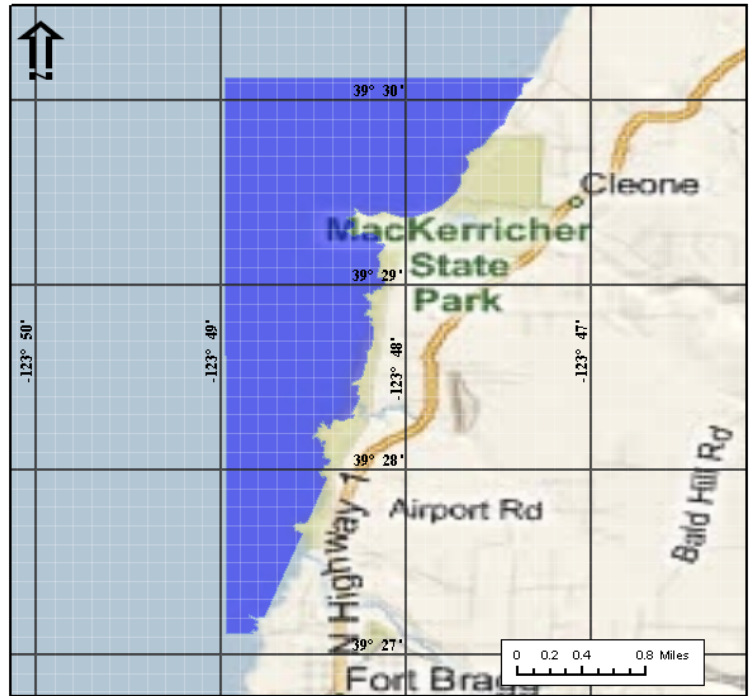 N
39° 30'
Cleone
MacKerricher
State
Park
39° 29'
-123° 50'
-123° 49'
-123° 48'
-123° 47'
39° 28'
Airport Rd
Bald Hill Rd
N Highway 1
39° 27'
Fort Bragg
0 0.2 0.4 0.8 Miles